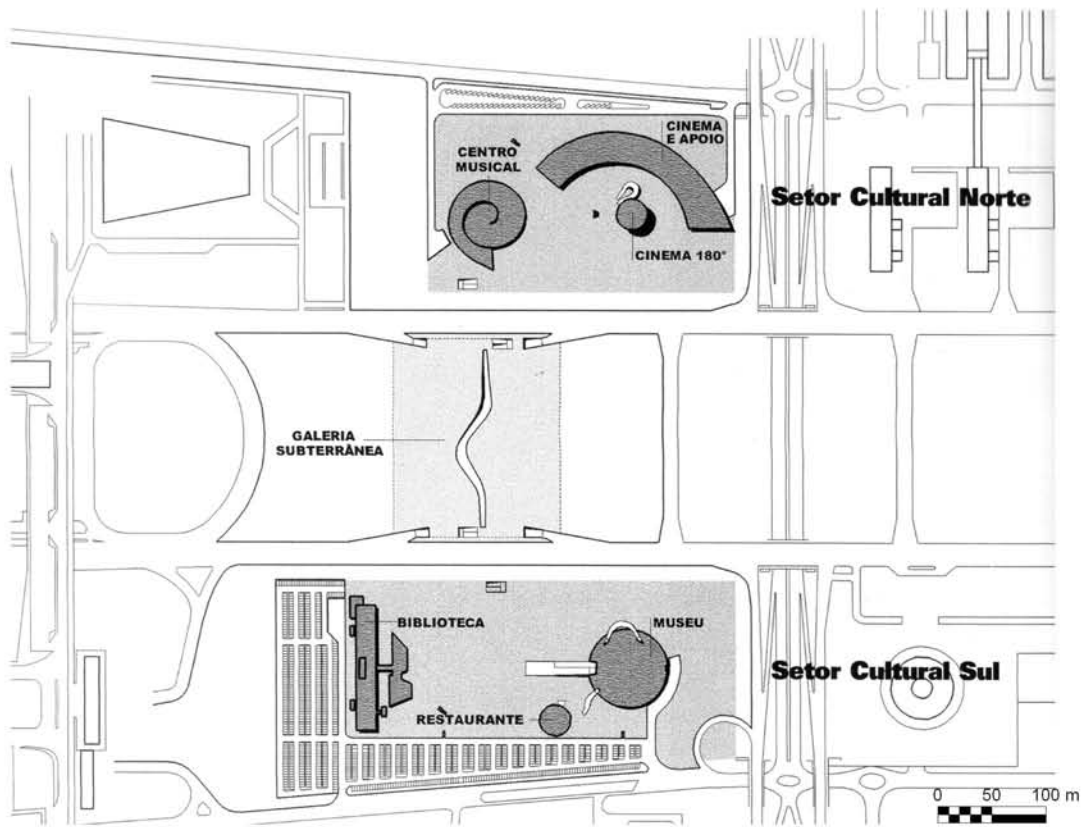 CINEMA
E APOIO
CENTRO
MUSICAL
Setor Cultural Norte
CINEMA 180°
GALERIA
SUBTERRÂNEA
BIBLIOTECA
MUSEU
Setor Cultural Sul
RESTAURANTE
0 50 100 m